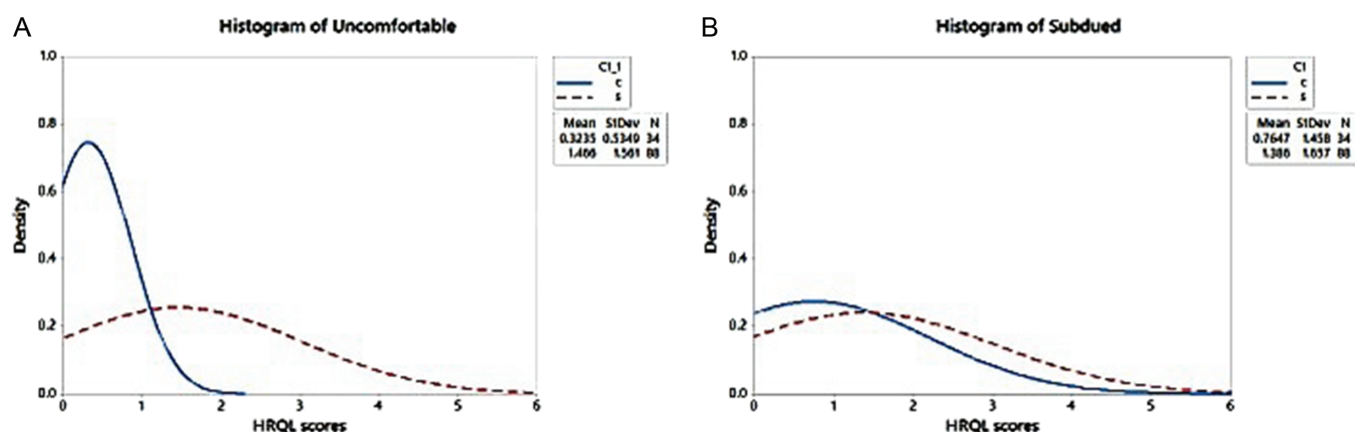 A
Histogram of Uncomfortable
C1_1
C
S
Mean StDev N
0.3235 0.5349 34
1.466 1.561 88
Density
1.0
0.8
0.6
0.4
0.2
0.0
0 1 2 3 4 5 6
HRQL scores
B
Histogram of Subdued
C1
C
S
Mean StDev N
0.7647 1.458 34
1.386 1.657 88
Density
1.0
0.8
0.6
0.4
0.2
0.0
0 1 2 3 4 5 6
HRQL scores